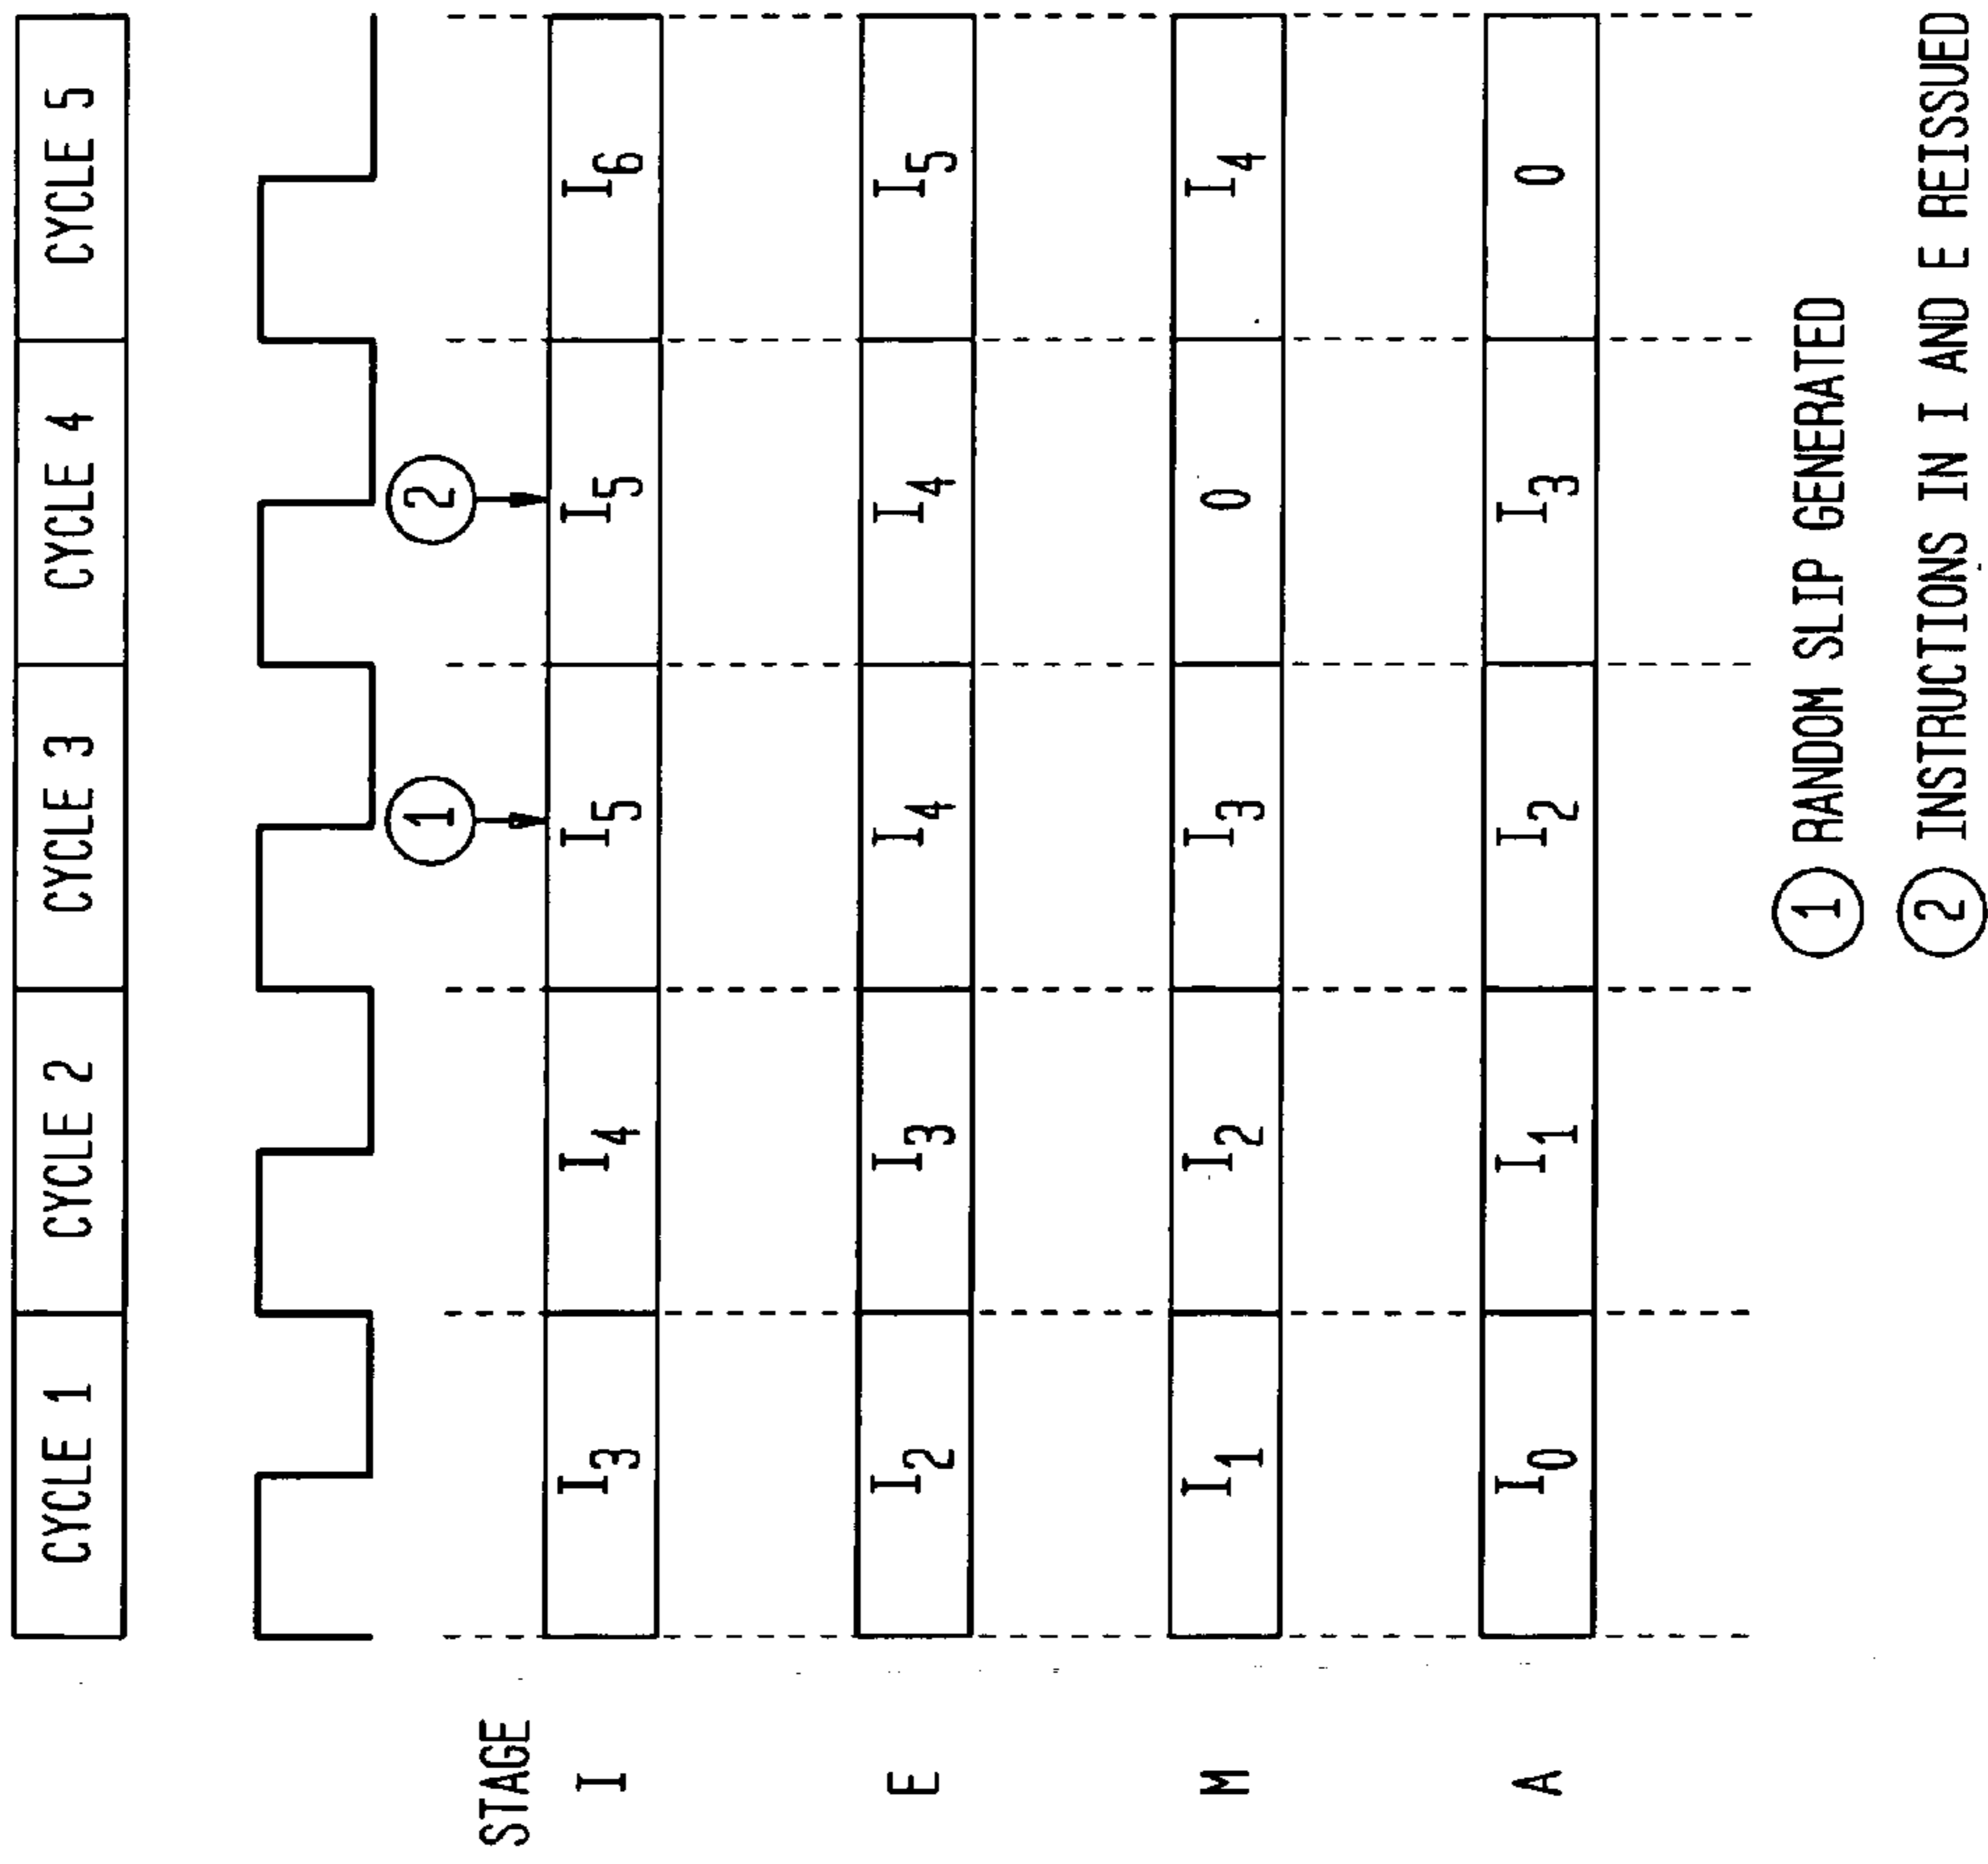 CYCLE 1 CYCLE 2 CYCLE 3 CYCLE 4 CYCLE 5
1 2
STAGE
I I3 I4 I5 I5 I6
E I2 I3 I4 I4 I5
M I1 I2 I3 0 I4
A I0 I1 I2 I3 0
1 RANDOM SLIP GENERATED
2 INSTRUCTIONS IN I AND E REISSUED